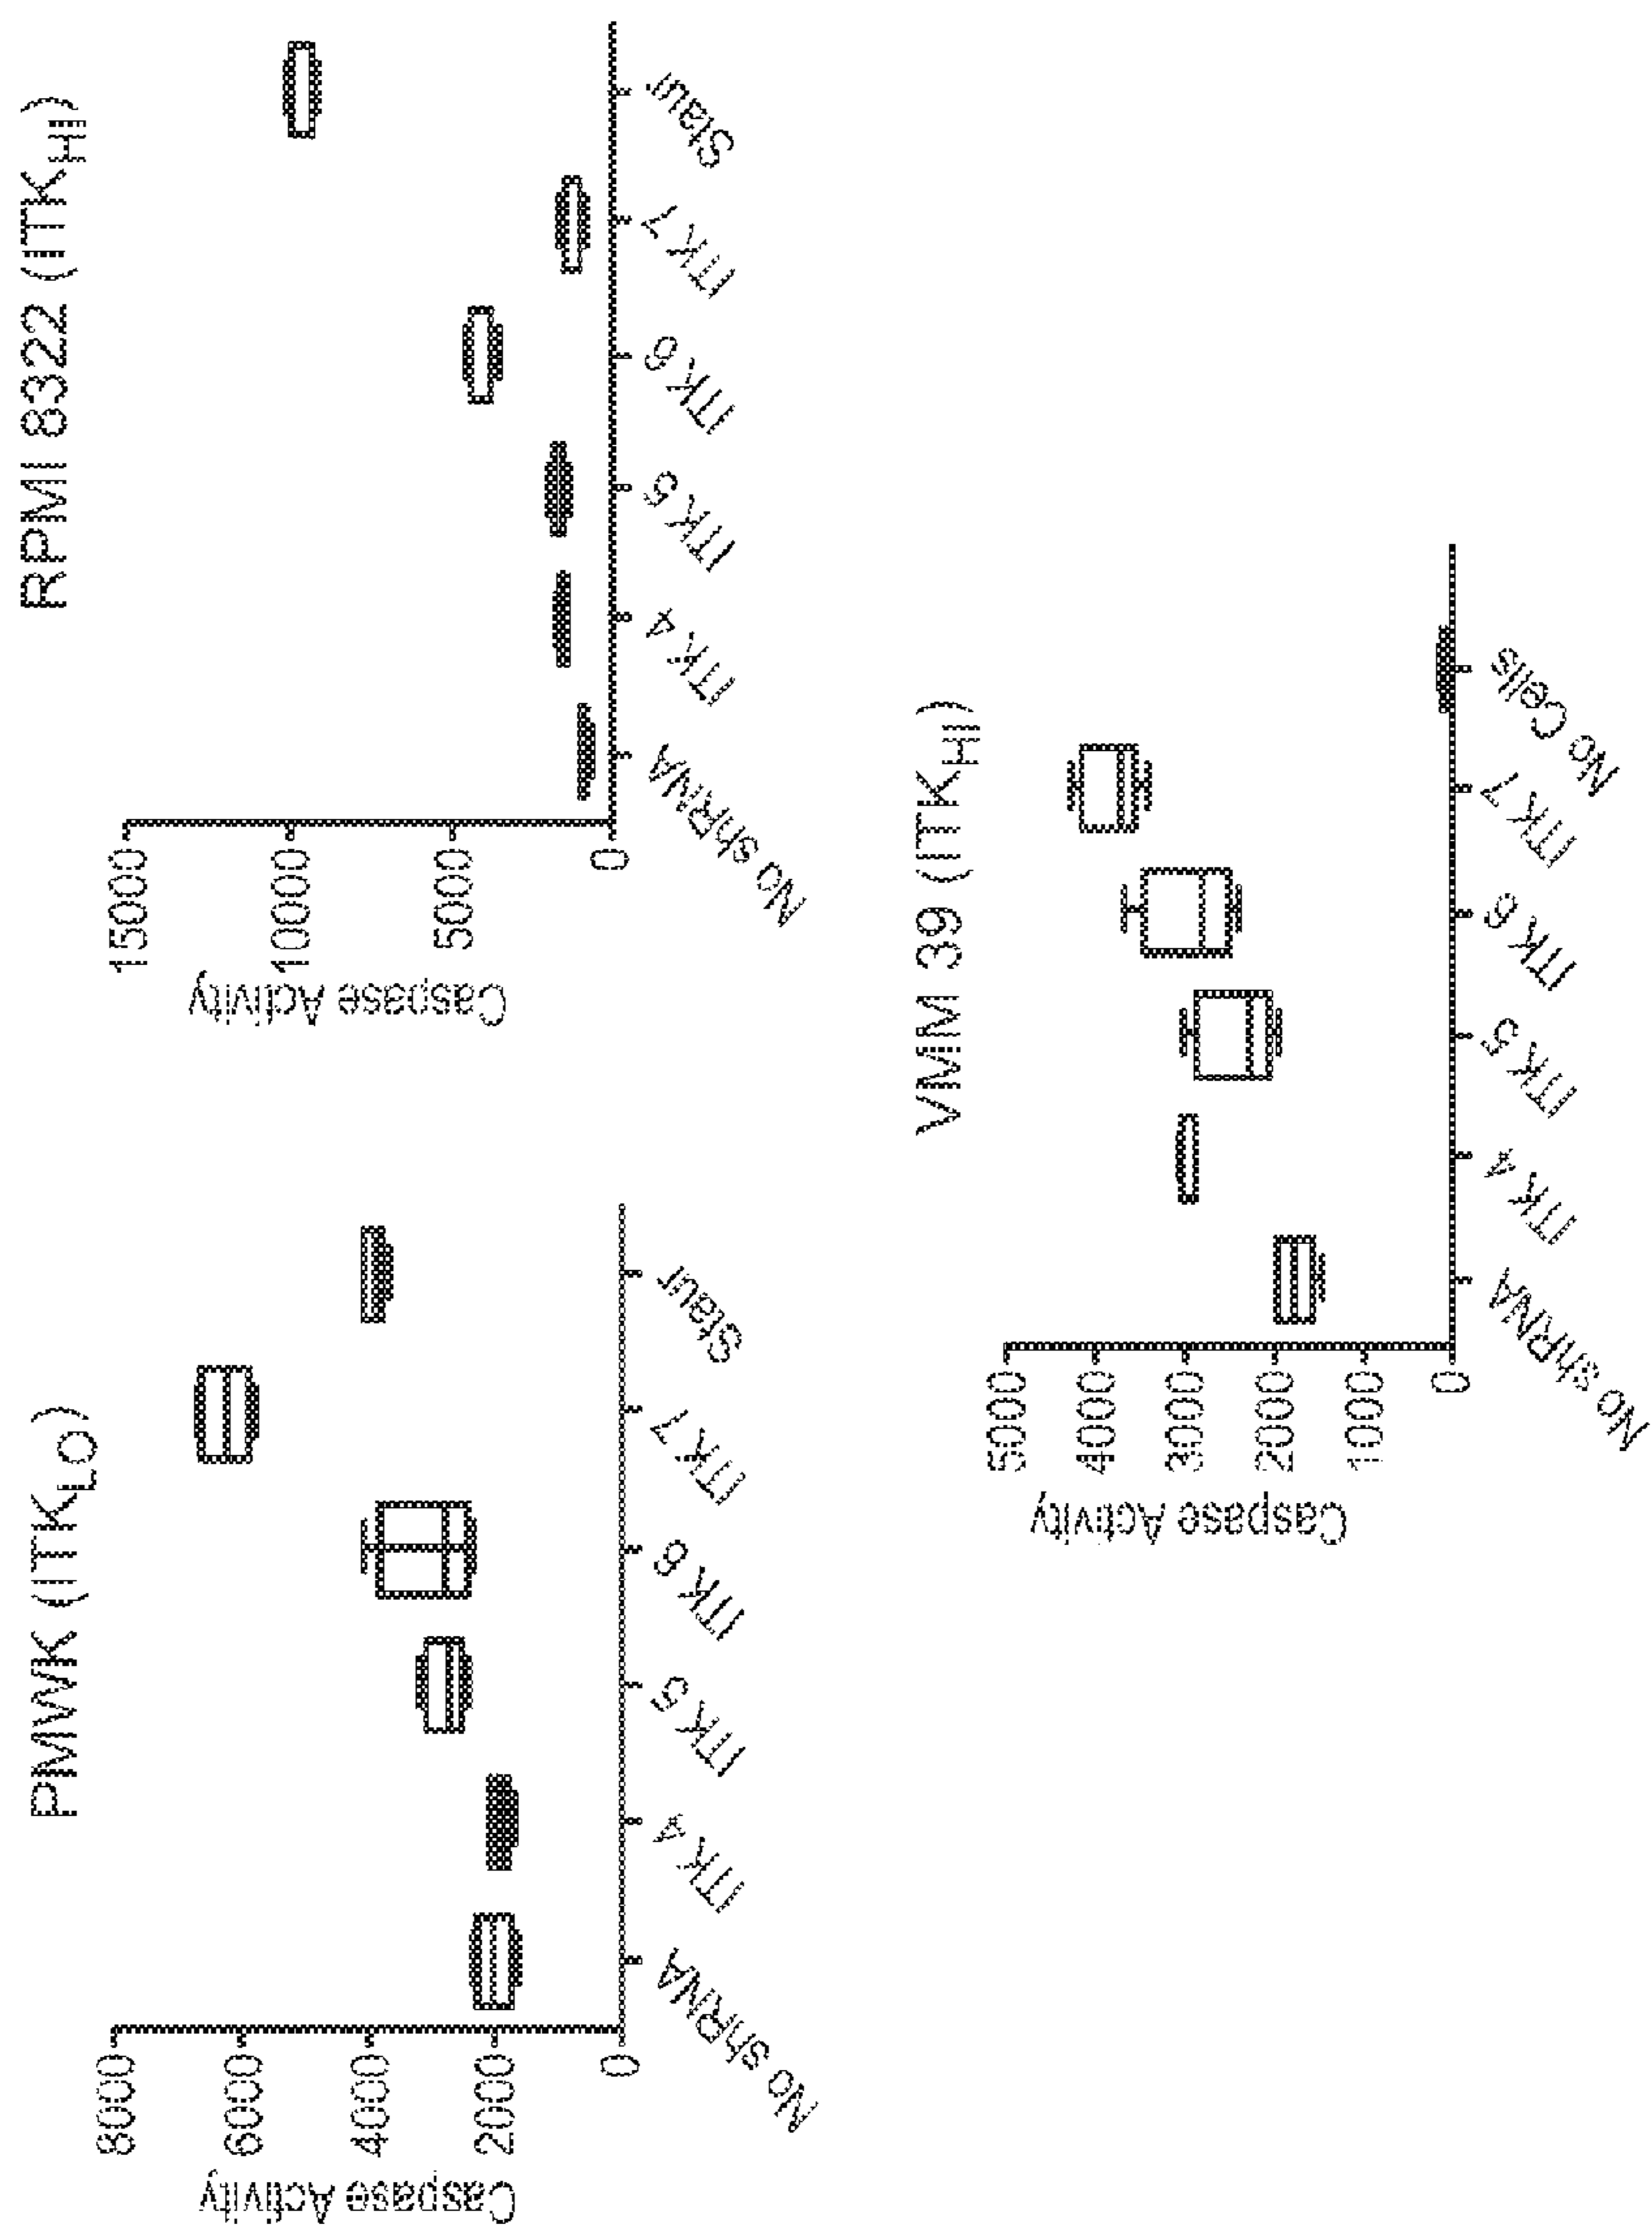 PMWK (ITK_LO)
Caspase Activity
8000
6000
4000
2000
0
No shRNA
ITK 4
ITK 5
ITK 6
ITK 7
Staur
RPMI 8322 (ITK_HI)
Caspase Activity
15000
10000
5000
0
No shRNA
ITK 4
ITK 5
ITK 6
ITK 7
Staur
VMM 39 (ITK_HI)
Caspase Activity
5000
4000
3000
2000
1000
0
No shRNA
ITK 4
ITK 5
ITK 6
ITK 7
No Cells